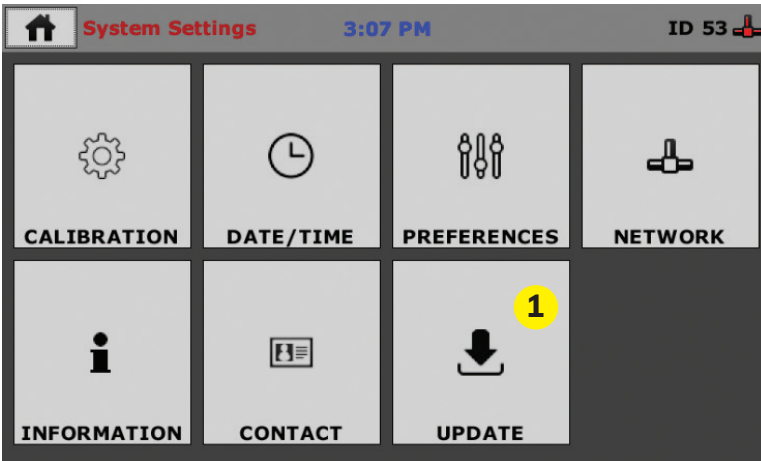 System Settings 3:07 PM ID 53
CALIBRATION DATE/TIME PREFERENCES NETWORK
1
INFORMATION CONTACT UPDATE